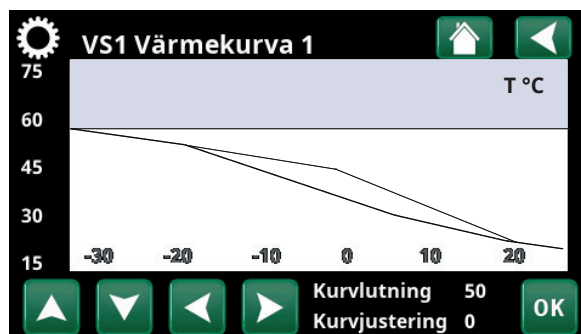 VS1 Värmekurva 1
75
T °C
60
45
30
15
-30 -20 -10 0 10 20
Kurvlutning 50
Kurvjustering 0
OK